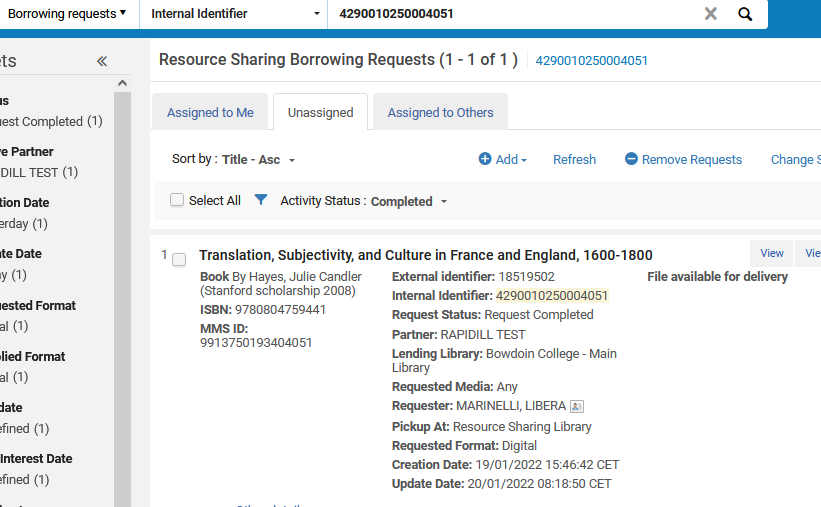 Borrowing requests Internal Identifier 4290010250004051
ets
Resource Sharing Borrowing Requests (1 - 1 of 1 ) 4290010250004051
us
uest Completed (1)
Assigned to Me Unassigned Assigned to Others
ve Partner
PIDILL TEST (1)
Sort by : Title - Asc Add Refresh Remove Requests Change S
tion Date
erday (1)
Select All Activity Status : Completed
ate Date
y (1)
1 Translation, Subjectivity, and Culture in France and England, 1600-1800 View Vie
Book By Hayes, Julie Candler
(Stanford scholarship 2008)
ISBN: 9780804759441
MMS ID:
9913750193404051
External identifier: 18519502
Internal Identifier: 4290010250004051
Request Status: Request Completed
Partner: RAPIDILL TEST
Lending Library: Bowdoin College - Main
Library
Requested Media: Any
Requester: MARINELLI, LIBERA
Pickup At: Resource Sharing Library
Requested Format: Digital
Creation Date: 19/01/2022 15:46:42 CET
Update Date: 20/01/2022 08:18:50 CET
File available for delivery
uested Format
al (1)
plied Format
al (1)
date
efined (1)
Interest Date
efined (1)